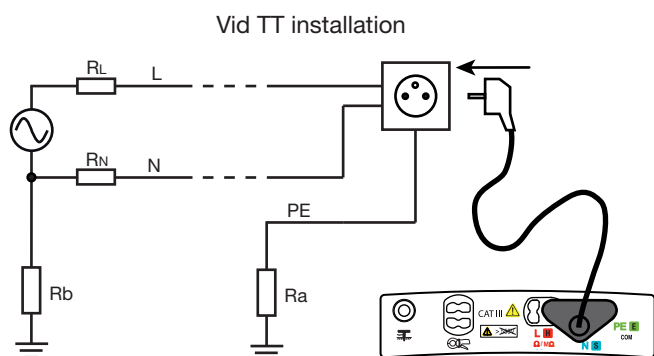 Vid TT installation
RL
L
RN
N
PE
Rb
Ra
CAT III
L H
Ω/MΩ
N S
PE E
COM